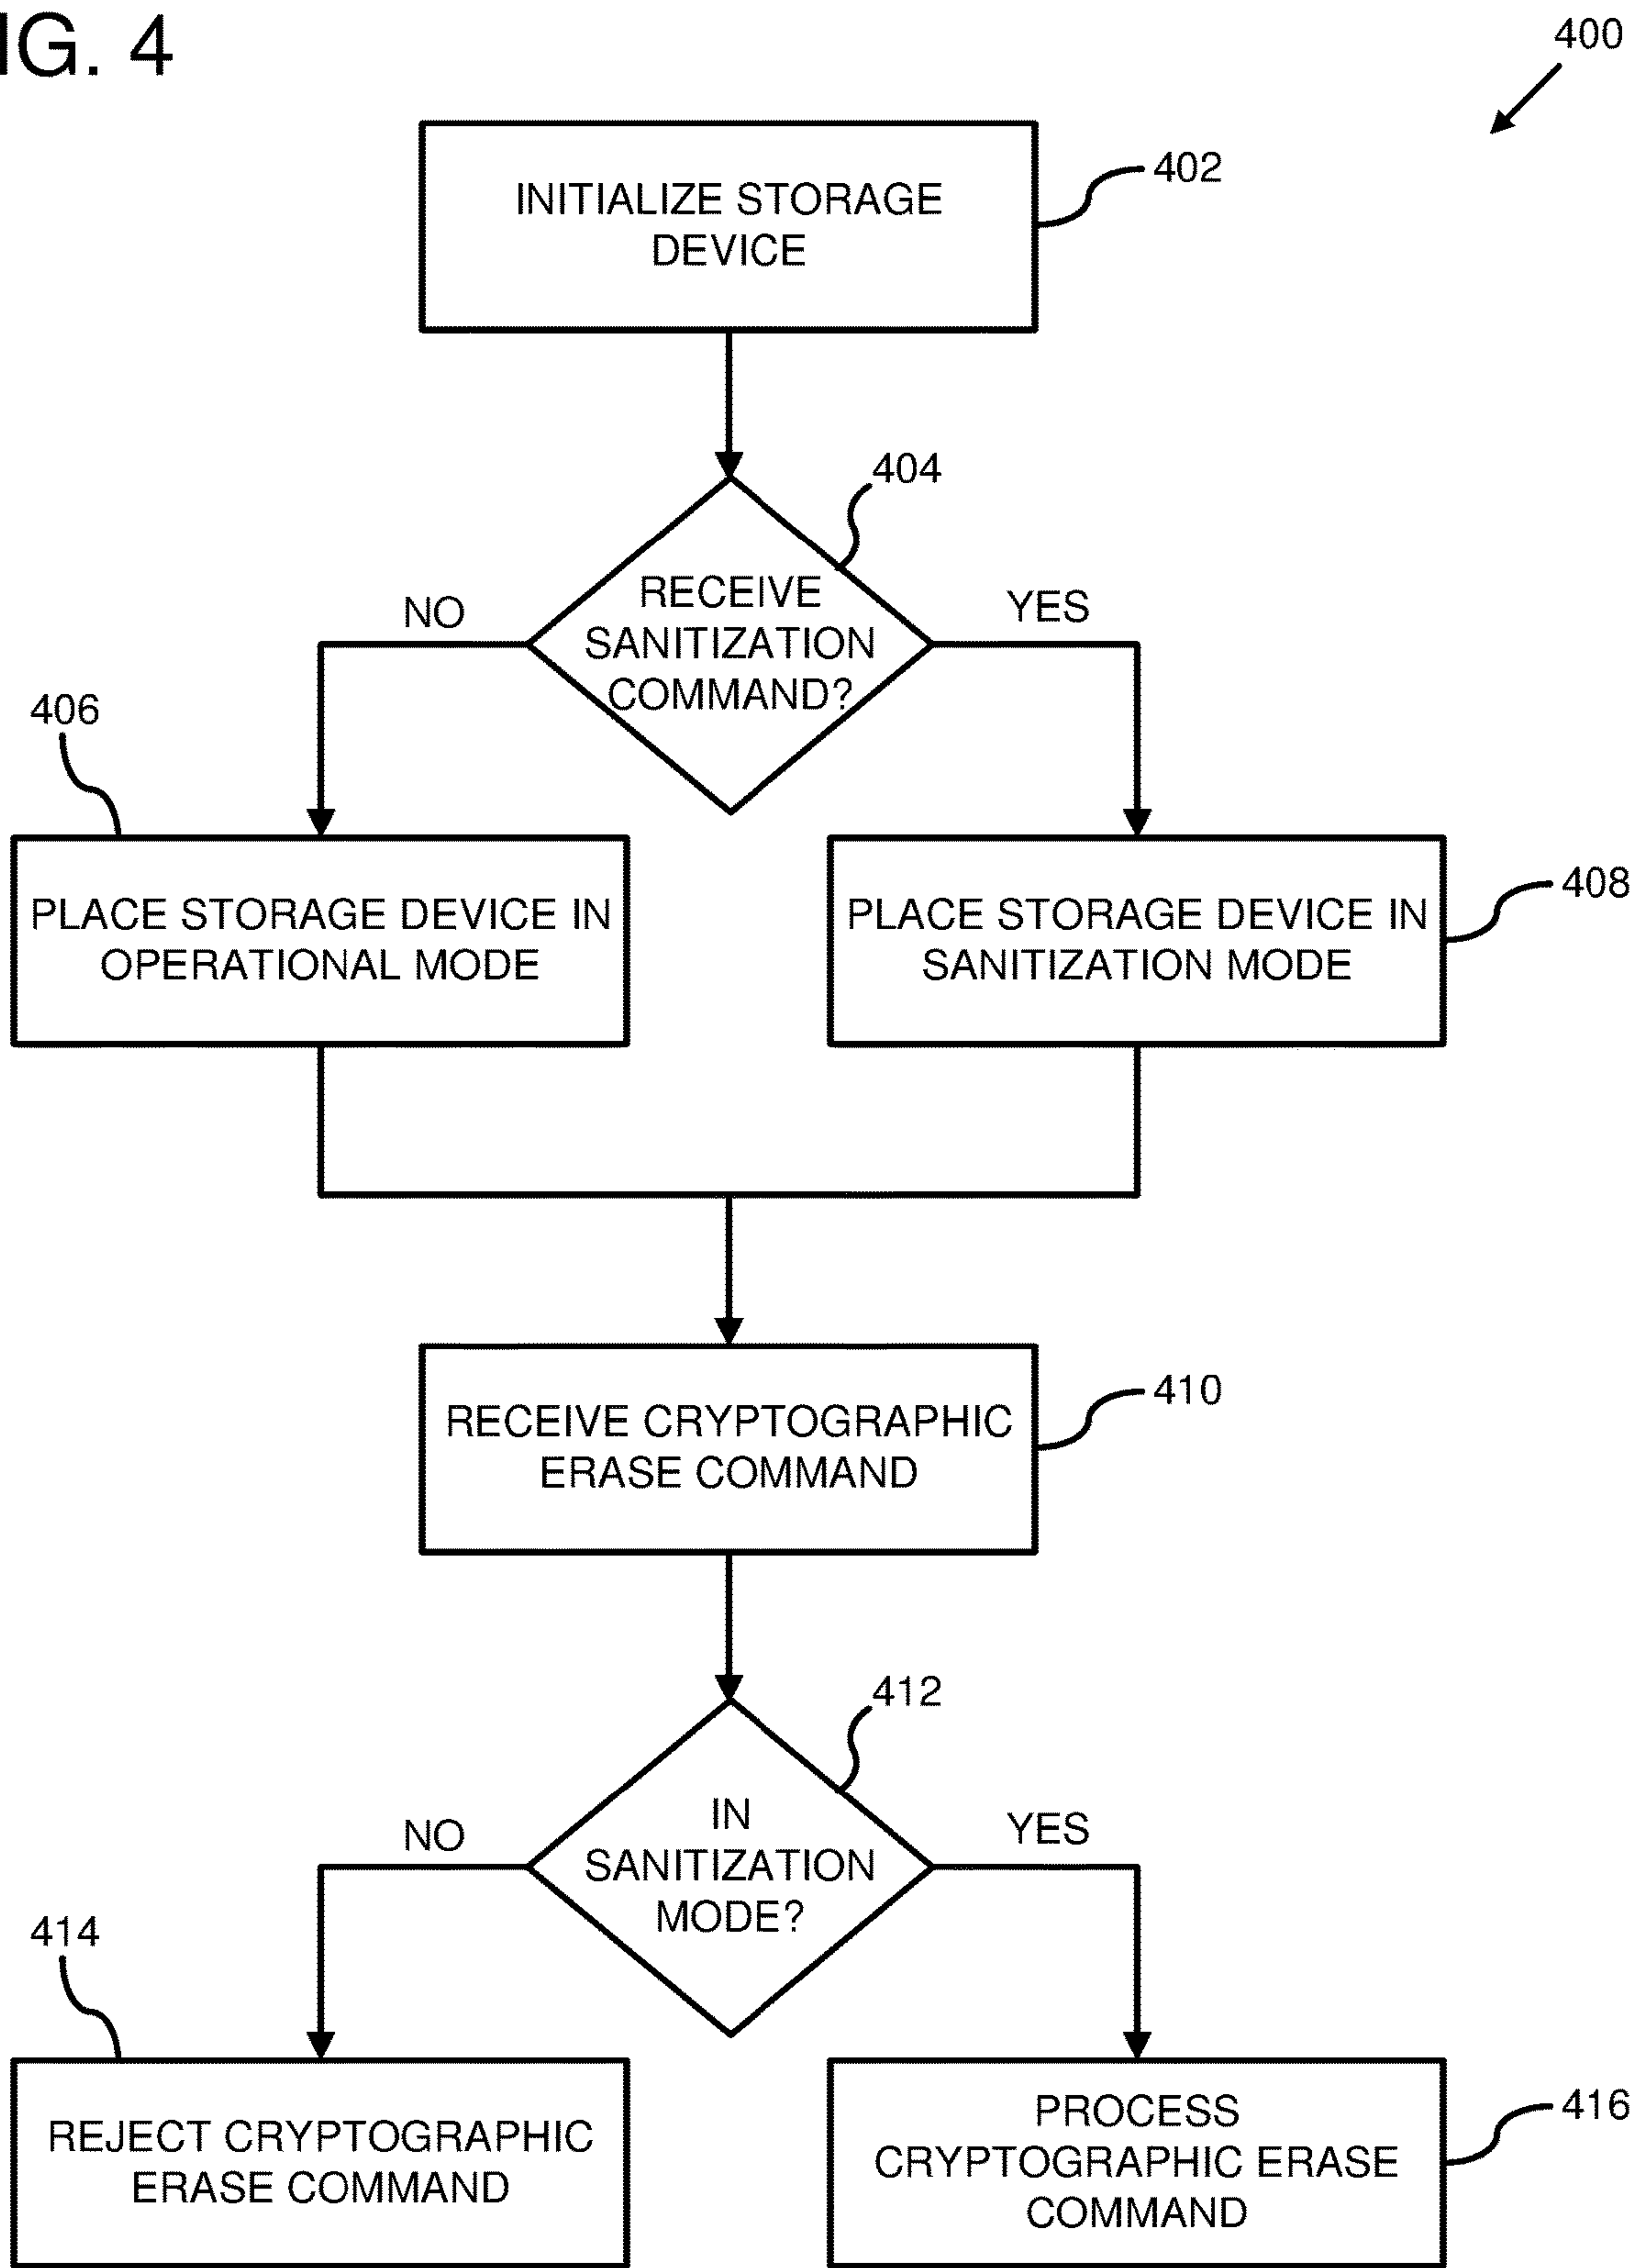 IG. 4
400
INITIALIZE STORAGE
DEVICE
402
404
RECEIVE
SANITIZATION
COMMAND?
NO
YES
406
PLACE STORAGE DEVICE IN
OPERATIONAL MODE
PLACE STORAGE DEVICE IN
SANITIZATION MODE
408
RECEIVE CRYPTOGRAPHIC
ERASE COMMAND
410
412
IN
SANITIZATION
MODE?
NO
YES
414
REJECT CRYPTOGRAPHIC
ERASE COMMAND
PROCESS
CRYPTOGRAPHIC ERASE
COMMAND
416